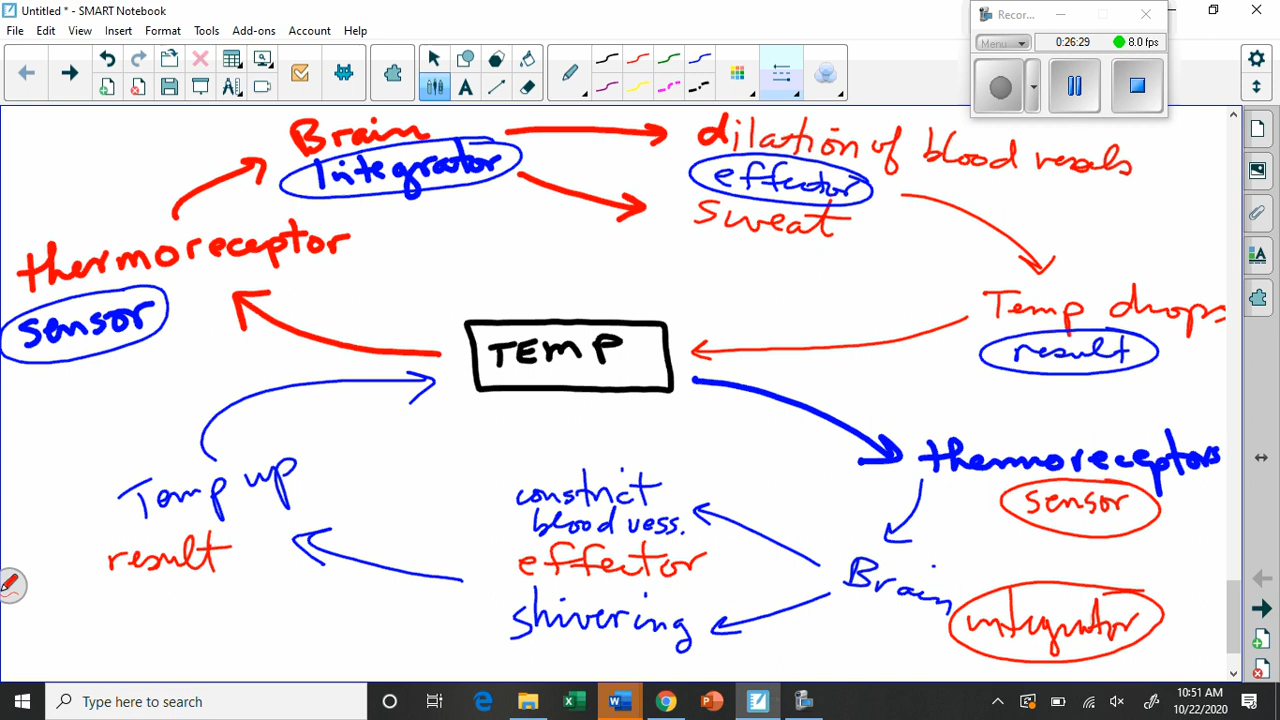 Untitled * - SMART Notebook
File Edit View Insert Format Tools Add-ons Account Help
Recor...
Menu
0:26:29
8.0 fps
Brain
Integrator
dilation of blood vessels
effector
sweat
thermoreceptor
sensor
Temp drops
result
TEMP
thermoreceptors
sensor
Temp up
result
constrict
blood vess.
effector
shivering
Brain
integrator
Type here to search
10:51 AM
10/22/2020